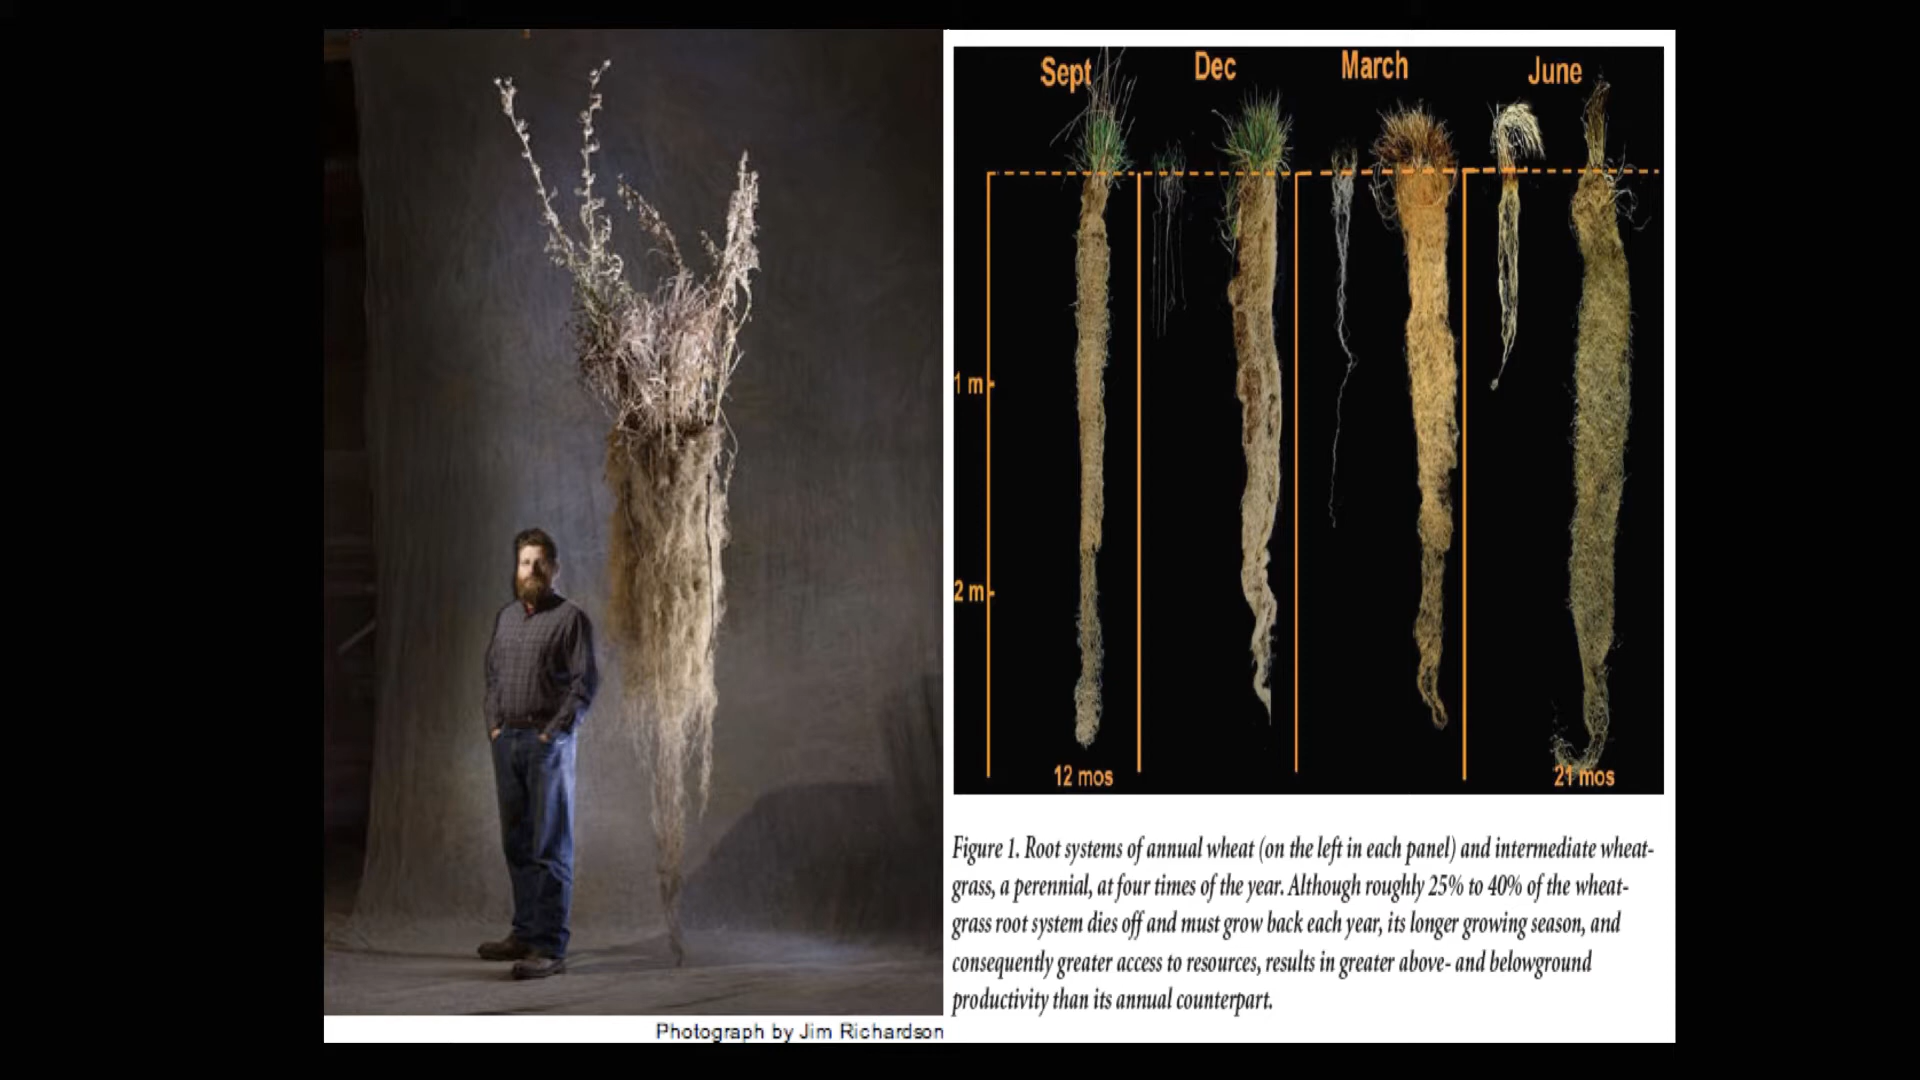 Sept
Dec
March
June
1 m
2 m
12 mos
21 mos
Figure 1. Root systems of annual wheat (on the left in each panel) and intermediate wheat-
grass, a perennial, at four times of the year. Although roughly 25% to 40% of the wheat-
grass root system dies off and must grow back each year, its longer growing season, and
consequently greater access to resources, results in greater above- and belowground
productivity than its annual counterpart.
Photograph by Jim Richardson